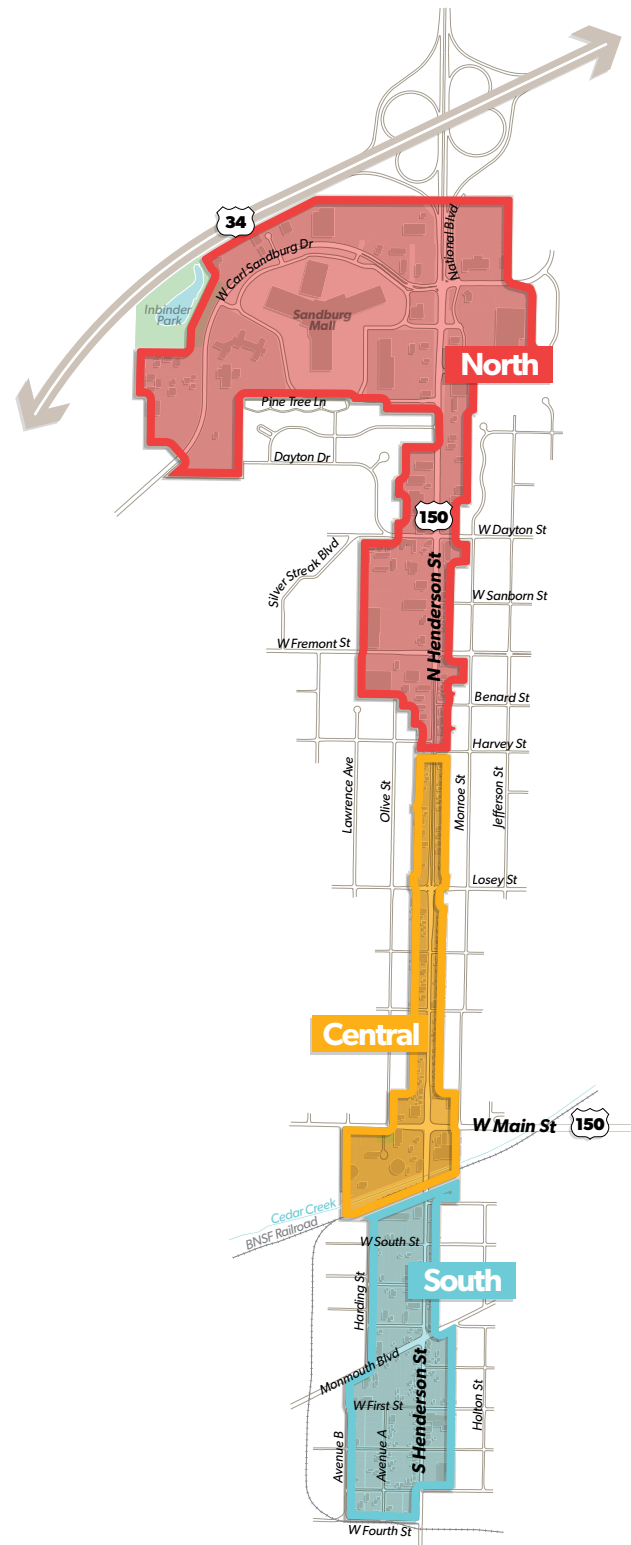 34
National Blvd
W Carl Sandburg Dr
Inbinder
Park
Sandburg
Mall
North
Pine Tree Ln
Dayton Dr
150
W Dayton St
Silver Streak Blvd
N Henderson St
W Sanborn St
W Fremont St
Benard St
Harvey St
Lawrence Ave
Olive St
Monroe St
Jefferson St
Losey St
Central
W Main St 150
Cedar Creek
BNSF Railroad
W South St
South
Harding St
Monmouth Blvd
S Henderson St
W First St
Holton St
Avenue B
Avenue A
W Fourth St